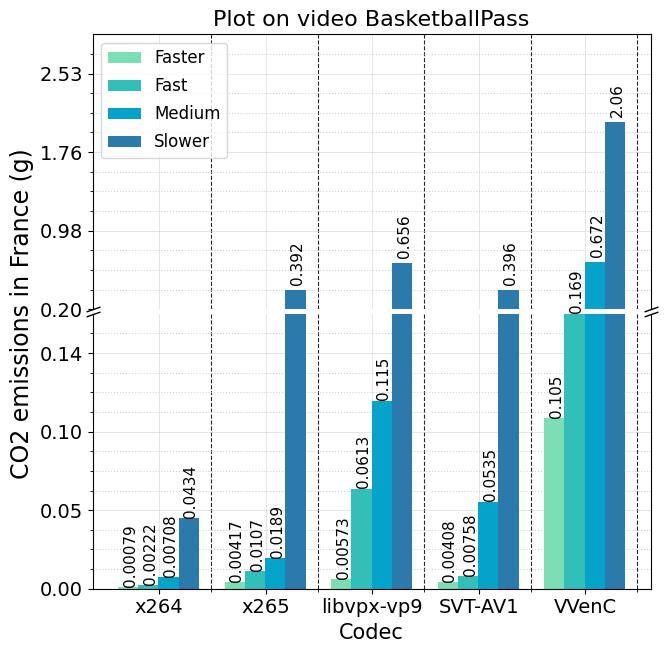 Plot on video BasketballPass
Faster
Fast
Medium
Slower
CO2 emissions in France (g)
2.53
1.76
0.98
0.20
0.14
0.10
0.05
0.00
0.00079
0.00222
0.00708
0.0434
0.00417
0.0107
0.0189
0.392
0.00573
0.0613
0.115
0.656
0.00408
0.00758
0.0535
0.396
0.105
0.169
0.672
2.06
x264
x265
libvpx-vp9
SVT-AV1
VVenC
Codec